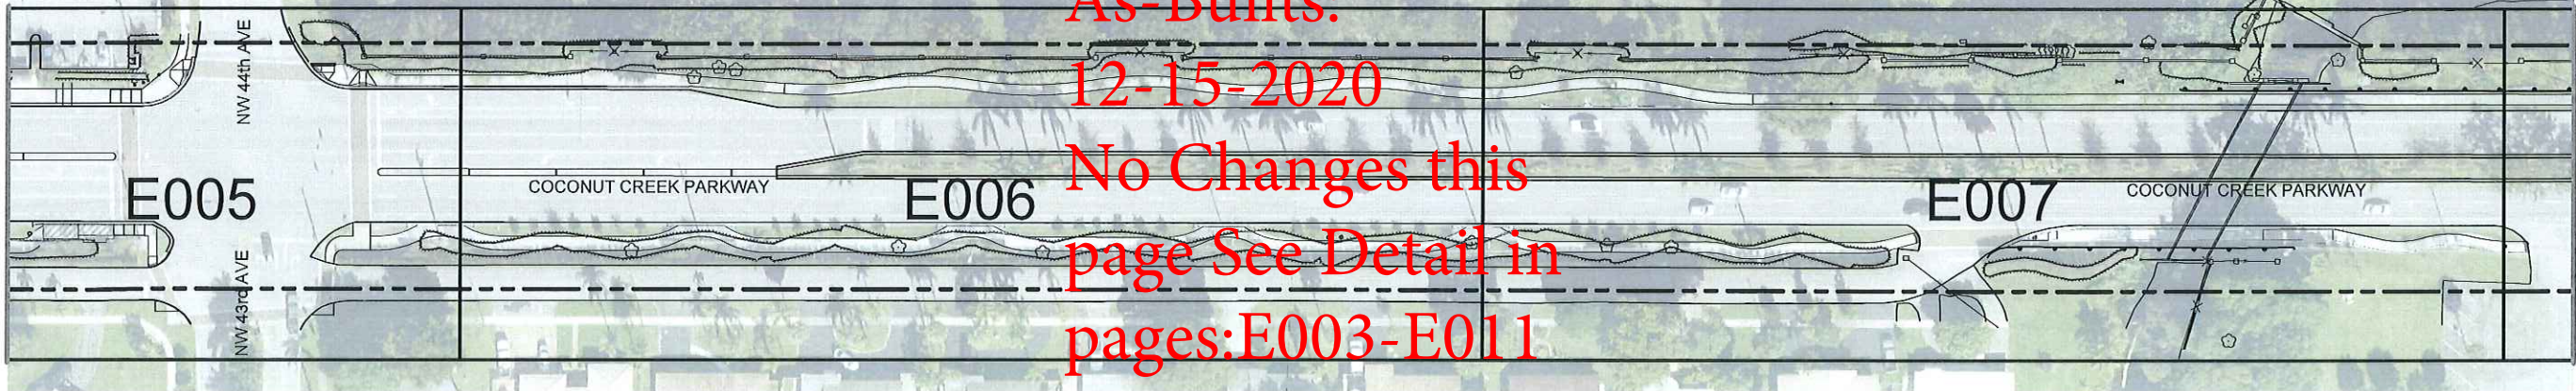 As-Builts:
12-15-2020
No Changes this
page See Detail in
pages:E003-E011
NW 44th AVE
NW 43rd AVE
E005
COCONUT CREEK PARKWAY
E006
E007
COCONUT CREEK PARKWAY